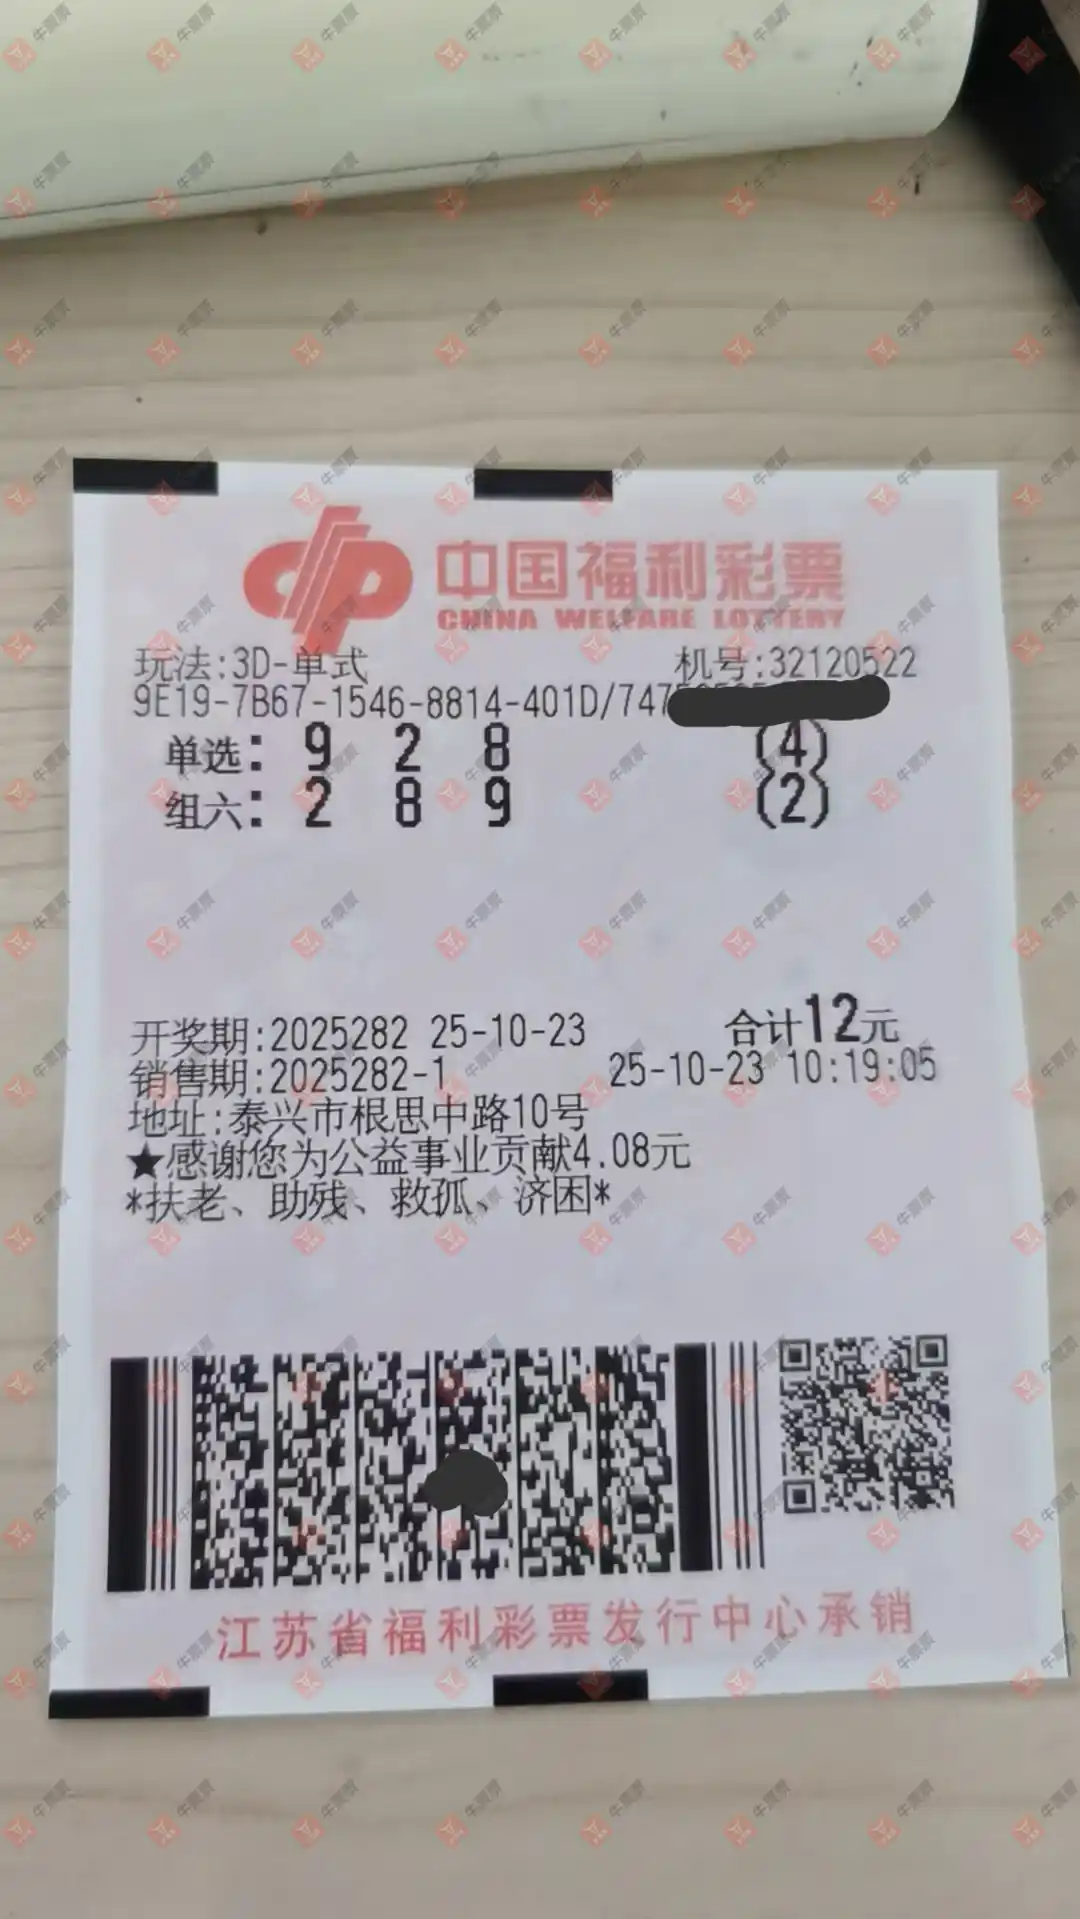 中国福利彩票
CHINA WELFARE LOTTERY
玩法:3D-单式 机号:32120522
9E19-7B67-1546-8814-401D/747
单选: 9 2 8 (4)
组六: 2 8 9 (2)
开奖期:2025282 25-10-23 合计12元
销售期:2025282-1 25-10-23 10:19:05
地址:泰兴市根思中路10号
★感谢您为公益事业贡献4.08元
*扶老、助残、救孤、济困*
江苏省福利彩票发行中心承销
牛票票